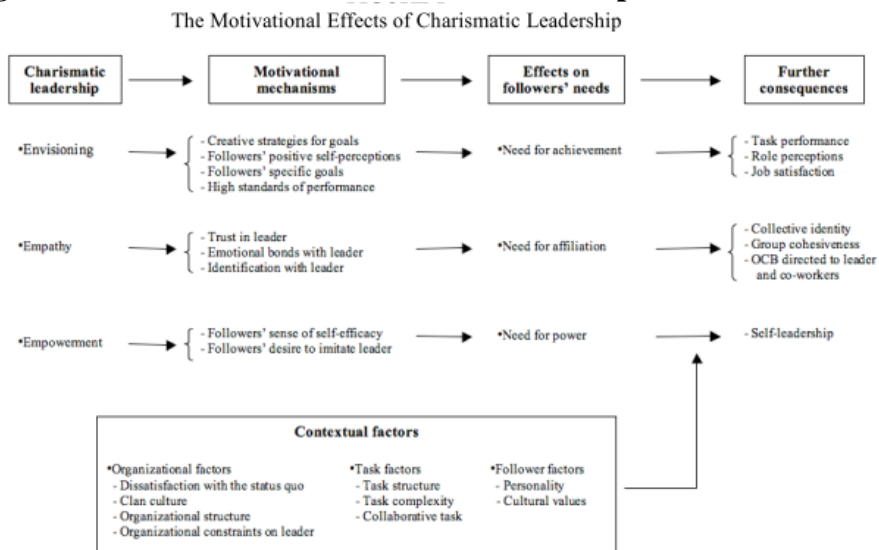 The Motivational Effects of Charismatic Leadership
Charismatic
leadership
Motivational
mechanisms
Effects on
followers' needs
Further
consequences
•Envisioning
- Creative strategies for goals
- Followers' positive self-perceptions
- Followers' specific goals
- High standards of performance
•Need for achievement
- Task performance
- Role perceptions
- Job satisfaction
•Empathy
- Trust in leader
- Emotional bonds with leader
- Identification with leader
•Need for affiliation
- Collective identity
- Group cohesiveness
- OCB directed to leader
and co-workers
•Empowerment
- Followers' sense of self-efficacy
- Followers' desire to imitate leader
•Need for power
- Self-leadership
Contextual factors
•Organizational factors
- Dissatisfaction with the status quo
- Clan culture
- Organizational structure
- Organizational constraints on leader
•Task factors
- Task structure
- Task complexity
- Collaborative task
•Follower factors
- Personality
- Cultural values